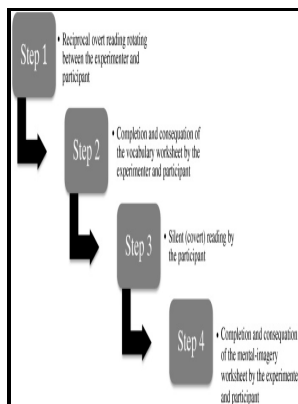 Step 1
• Reciprocal overt reading rotating
between the experimenter and
participant
Step 2
• Completion and consequation of
the vocabulary worksheet by the
experimenter and participant
Step 3
• Silent (covert) reading by
the participant
Step 4
• Completion and consequation
of the mental-imagery
worksheet by the experimente
and participant